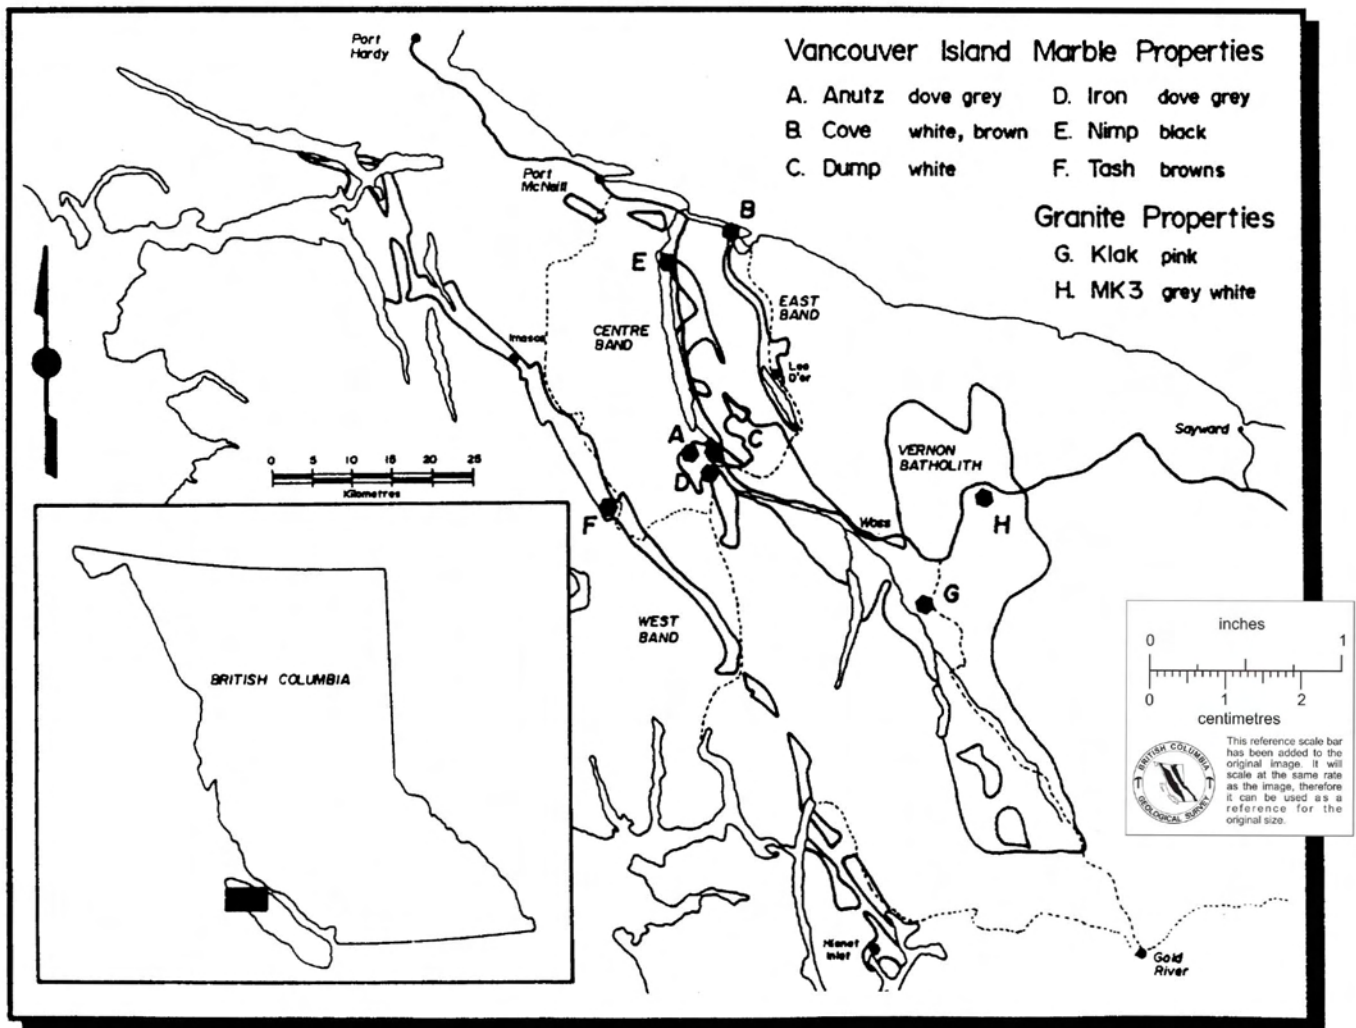 Vancouver Island Marble Properties
A. Anutz dove grey
B. Cove white, brown
C. Dump white
D. Iron dove grey
E. Nimp black
F. Tash browns
Granite Properties
G. Klak pink
H. MK3 grey white
Port
Hardy
Port
McNeill
B
E
EAST
BAND
CENTRE
BAND
A
C
D
F
VERNON
BATHOLITH
Sayward
Woss
H
G
WEST
BAND
0 5 10 15 20 25
Kilometres
BRITISH COLUMBIA
Inlet
Gold
River
inches
0 1
0 1 2
centimetres
BRITISH COLUMBIA
GEOLOGICAL SURVEY
This reference scale bar
has been added to the
original image. It will
scale at the same rate
as the image, therefore
it can be used as a
reference for the
original size.